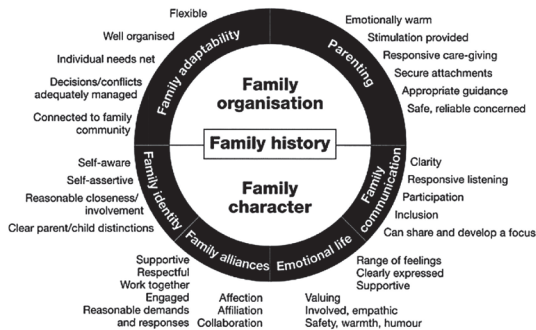 Flexible
Well organised
Individual needs net
Decisions/conflicts
adequately managed
Connected to family
community
Family adaptability
Parenting
Emotionally warm
Stimulation provided
Responsive care-giving
Secure attachments
Appropriate guidance
Safe, reliable concerned
Family
organisation
Family history
Family
character
Self-aware
Self-assertive
Reasonable closeness/
involvement
Clear parent/child distinctions
Family identity
Family
communication
Clarity
Responsive listening
Participation
Inclusion
Can share and develop a focus
Family alliances
Emotional life
Supportive
Respectful
Work together
Engaged
Reasonable demands
and responses
Affection
Affiliation
Collaboration
Range of feelings
Clearly expressed
Supportive
Valuing
Involved, empathic
Safety, warmth, humour